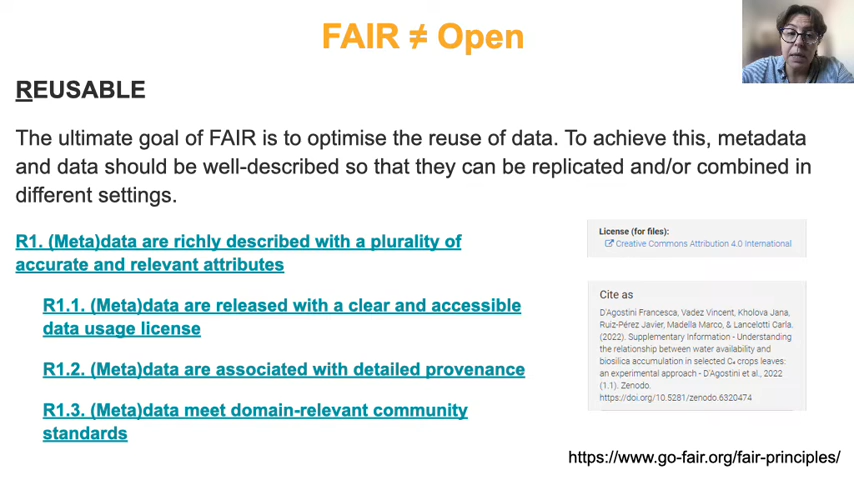 FAIR ≠ Open
REUSABLE
The ultimate goal of FAIR is to optimise the reuse of data. To achieve this, metadata
and data should be well-described so that they can be replicated and/or combined in
different settings.
R1. (Meta)data are richly described with a plurality of
accurate and relevant attributes
R1.1. (Meta)data are released with a clear and accessible
data usage license
R1.2. (Meta)data are associated with detailed provenance
R1.3. (Meta)data meet domain-relevant community
standards
License (for files):
Creative Commons Attribution 4.0 International
Cite as
D'Agostini Francesca, Vadez Vincent, Kholova Jana,
Ruiz-Pérez Javier, Madella Marco, & Lancelotti Carla.
(2022). Supplementary Information - Understanding
the relationship between water availability and
biosilica accumulation in selected C₄ crops leaves:
an experimental approach - D'Agostini et al., 2022
(1.1). Zenodo.
https://doi.org/10.5281/zenodo.6320474
https://www.go-fair.org/fair-principles/